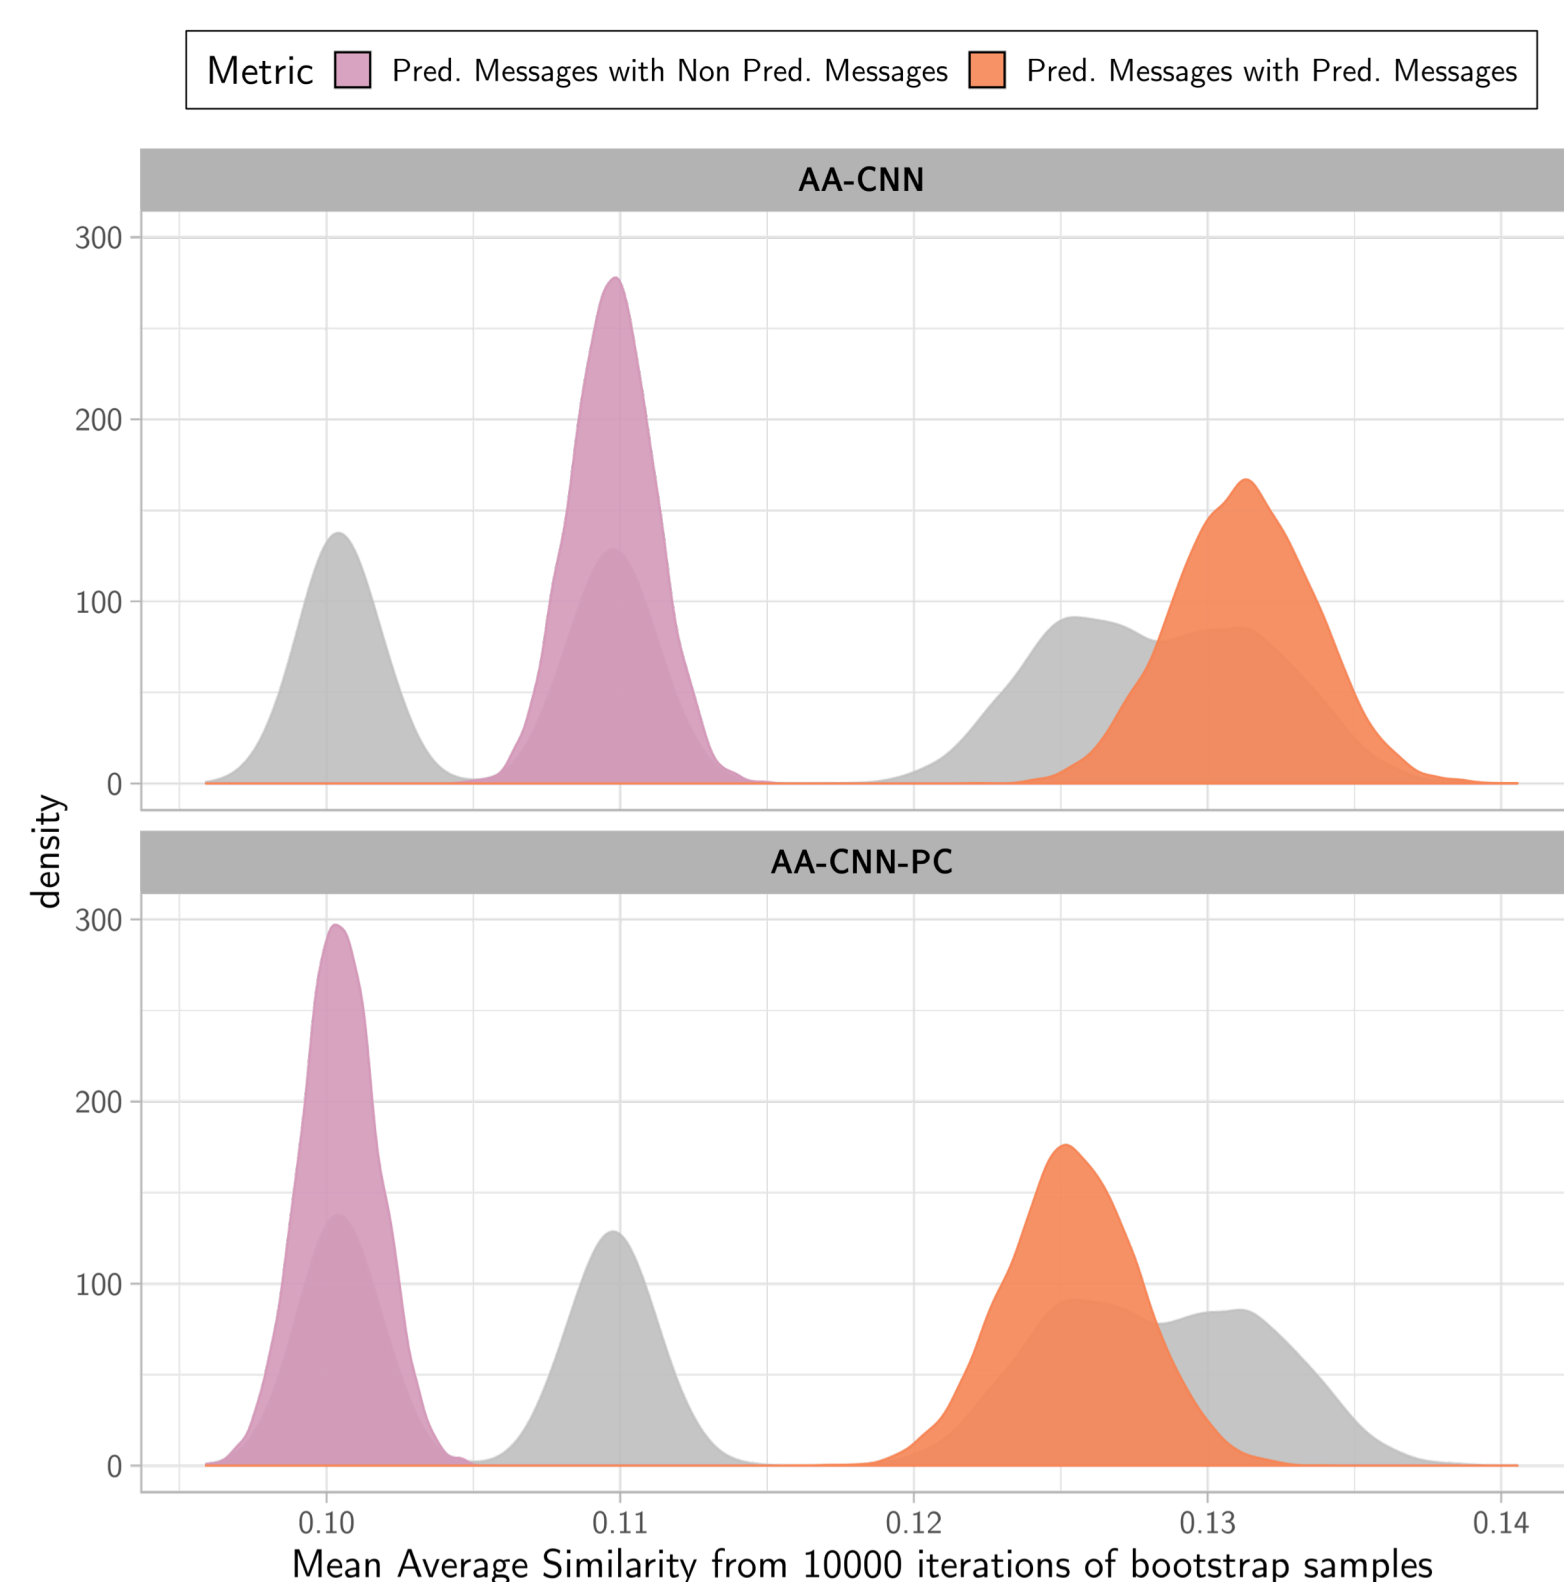 Metric Pred. Messages with Non Pred. Messages Pred. Messages with Pred. Messages
AA-CNN
300
200
100
0
density
AA-CNN-PC
300
200
100
0
0.10 0.11 0.12 0.13 0.14
Mean Average Similarity from 10000 iterations of bootstrap samples